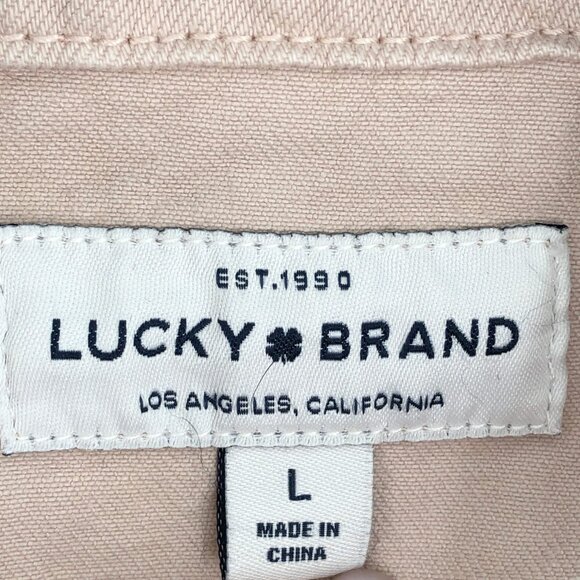 EST.1990
LUCKY BRAND
LOS ANGELES, CALIFORNIA
L
MADE IN
CHINA